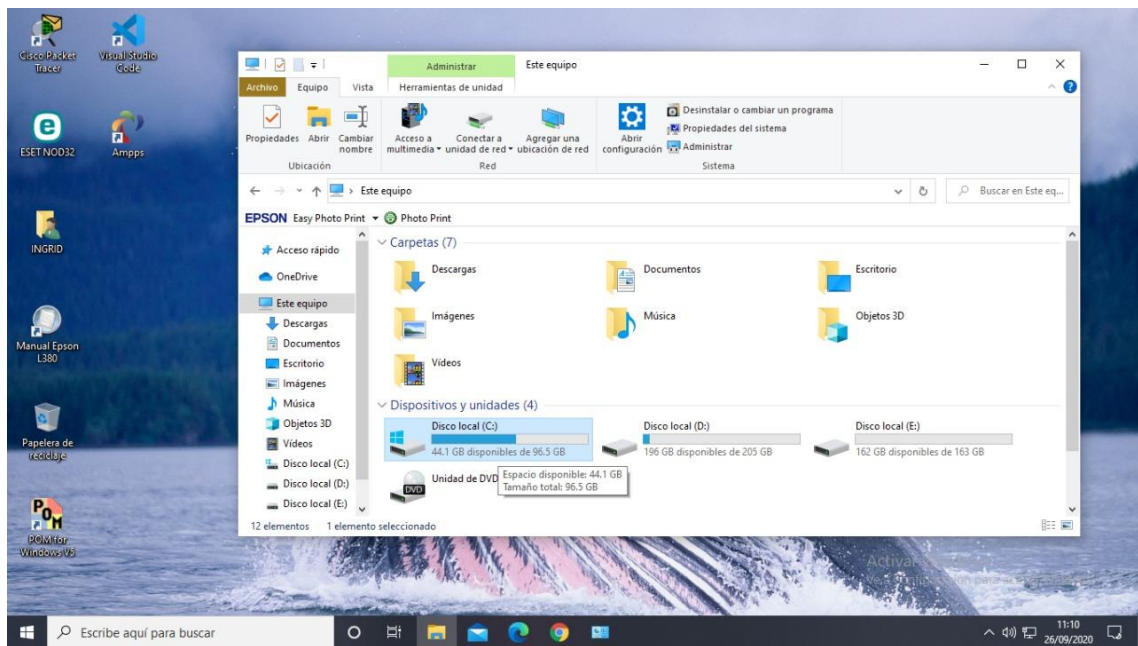 Cisco Packet
Tracer
Visual Studio
Code
ESET NOD32
Ampps
INGRID
Manual Epson
L380
Papelera de
reciclaje
POM for
Windows V5
Administrar
Este equipo
Archivo
Equipo
Vista
Herramientas de unidad
Propiedades
Abrir
Cambiar
nombre
Ubicación
Acceso a
multimedia
Conectar a
unidad de red
Agregar una
ubicación de red
Red
Abrir
configuración
Desinstalar o cambiar un programa
Propiedades del sistema
Administrar
Sistema
Este equipo
Buscar en Este eq...
EPSON Easy Photo Print
Photo Print
Acceso rápido
OneDrive
Este equipo
Descargas
Documentos
Escritorio
Imágenes
Música
Objetos 3D
Vídeos
Disco local (C:)
Disco local (D:)
Disco local (E:)
Carpetas (7)
Descargas
Documentos
Escritorio
Imágenes
Música
Objetos 3D
Vídeos
Dispositivos y unidades (4)
Disco local (C:)
44.1 GB disponibles de 96.5 GB
Disco local (D:)
196 GB disponibles de 205 GB
Disco local (E:)
162 GB disponibles de 163 GB
DVD
Unidad de DVD
Espacio disponible: 44.1 GB
Tamaño total: 96.5 GB
12 elementos
1 elemento seleccionado
Activar
Escribe aquí para buscar
11:10
26/09/2020